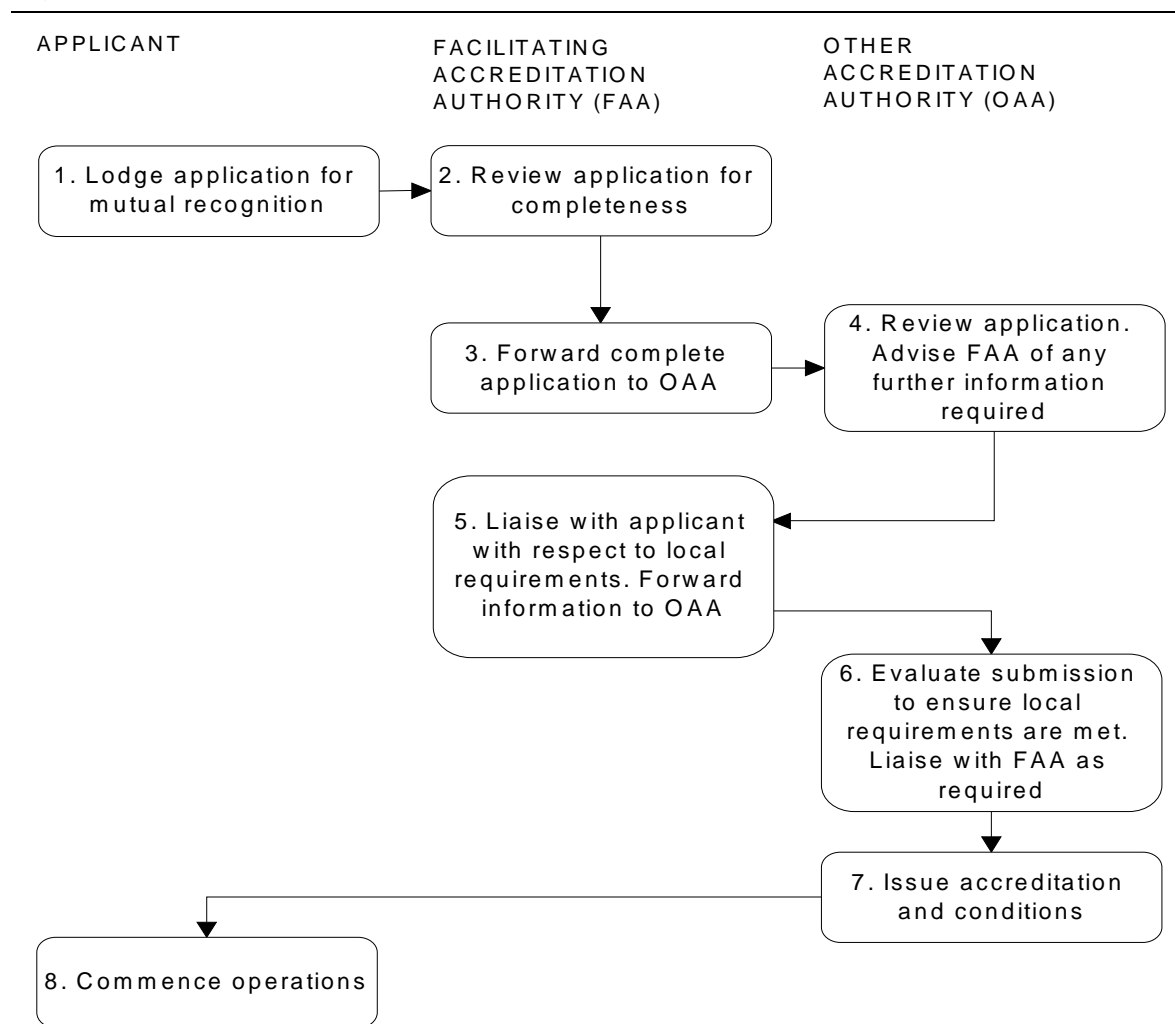 APPLICANT
FACILITATING
ACCREDITATION
AUTHORITY (FAA)
OTHER
ACCREDITATION
AUTHORITY (OAA)
1. Lodge application for
mutual recognition
2. Review application for
completeness
3. Forward complete
application to OAA
4. Review application.
Advise FAA of any
further information
required
5. Liaise with applicant
with respect to local
requirements. Forward
information to OAA
6. Evaluate submission
to ensure local
requirements are met.
Liaise with FAA as
required
7. Issue accreditation
and conditions
8. Commence operations